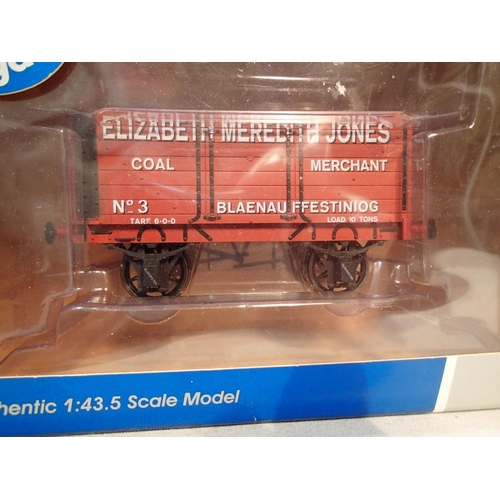 ELIZABETH MEREDITH JONES
COAL MERCHANT
Nº 3 BLAENAU FFESTINIOG
TARE 6-0-0 LOAD 10 TONS
1:43.5 Scale Model